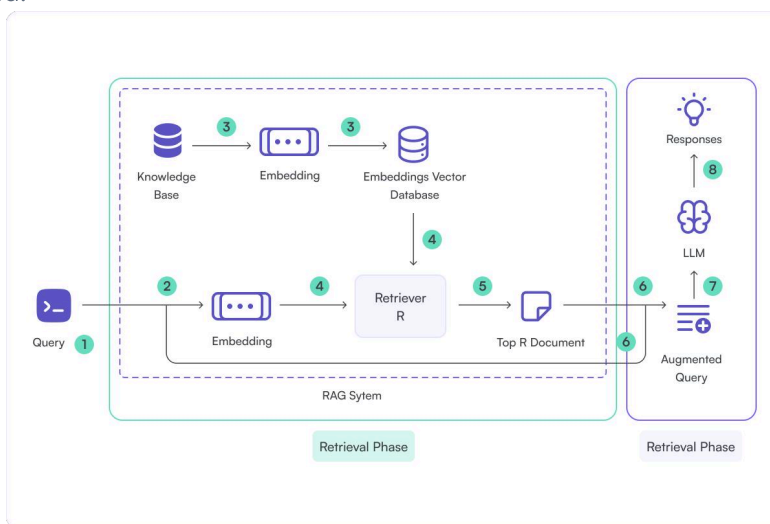 3
3
Knowledge
Base
Embedding
Embeddings Vector
Database
4
Query
1
2
Embedding
4
Retriever
R
5
Top R Document
6
6
RAG Sytem
Retrieval Phase
Responses
8
LLM
7
Augmented
Query
Retrieval Phase